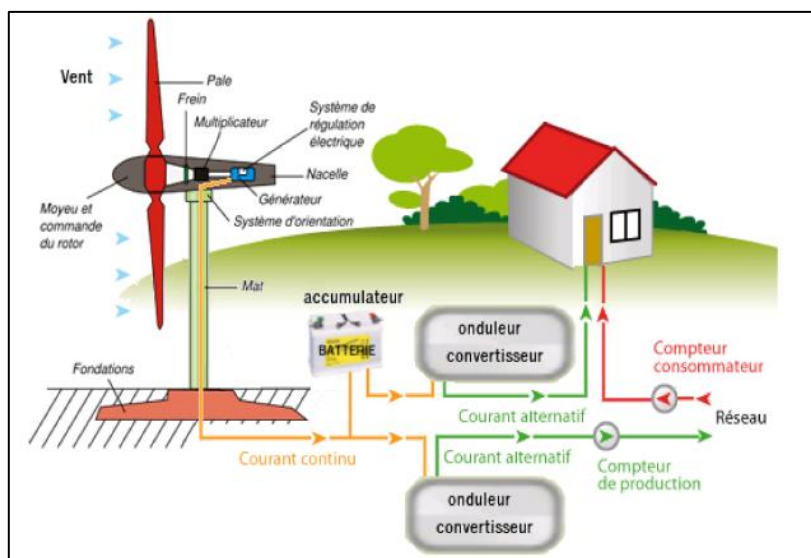 Vent
Pale
Frein
Multiplicateur
Système de
régulation
électrique
Nacelle
Générateur
Système d'orientation
Moyeu et
commande
du rotor
Mat
Fondations
accumulateur
BATTERIE
onduleur
convertisseur
Compteur
consommateur
Courant alternatif
Réseau
Courant continu
Courant alternatif
Compteur
de production
onduleur
convertisseur